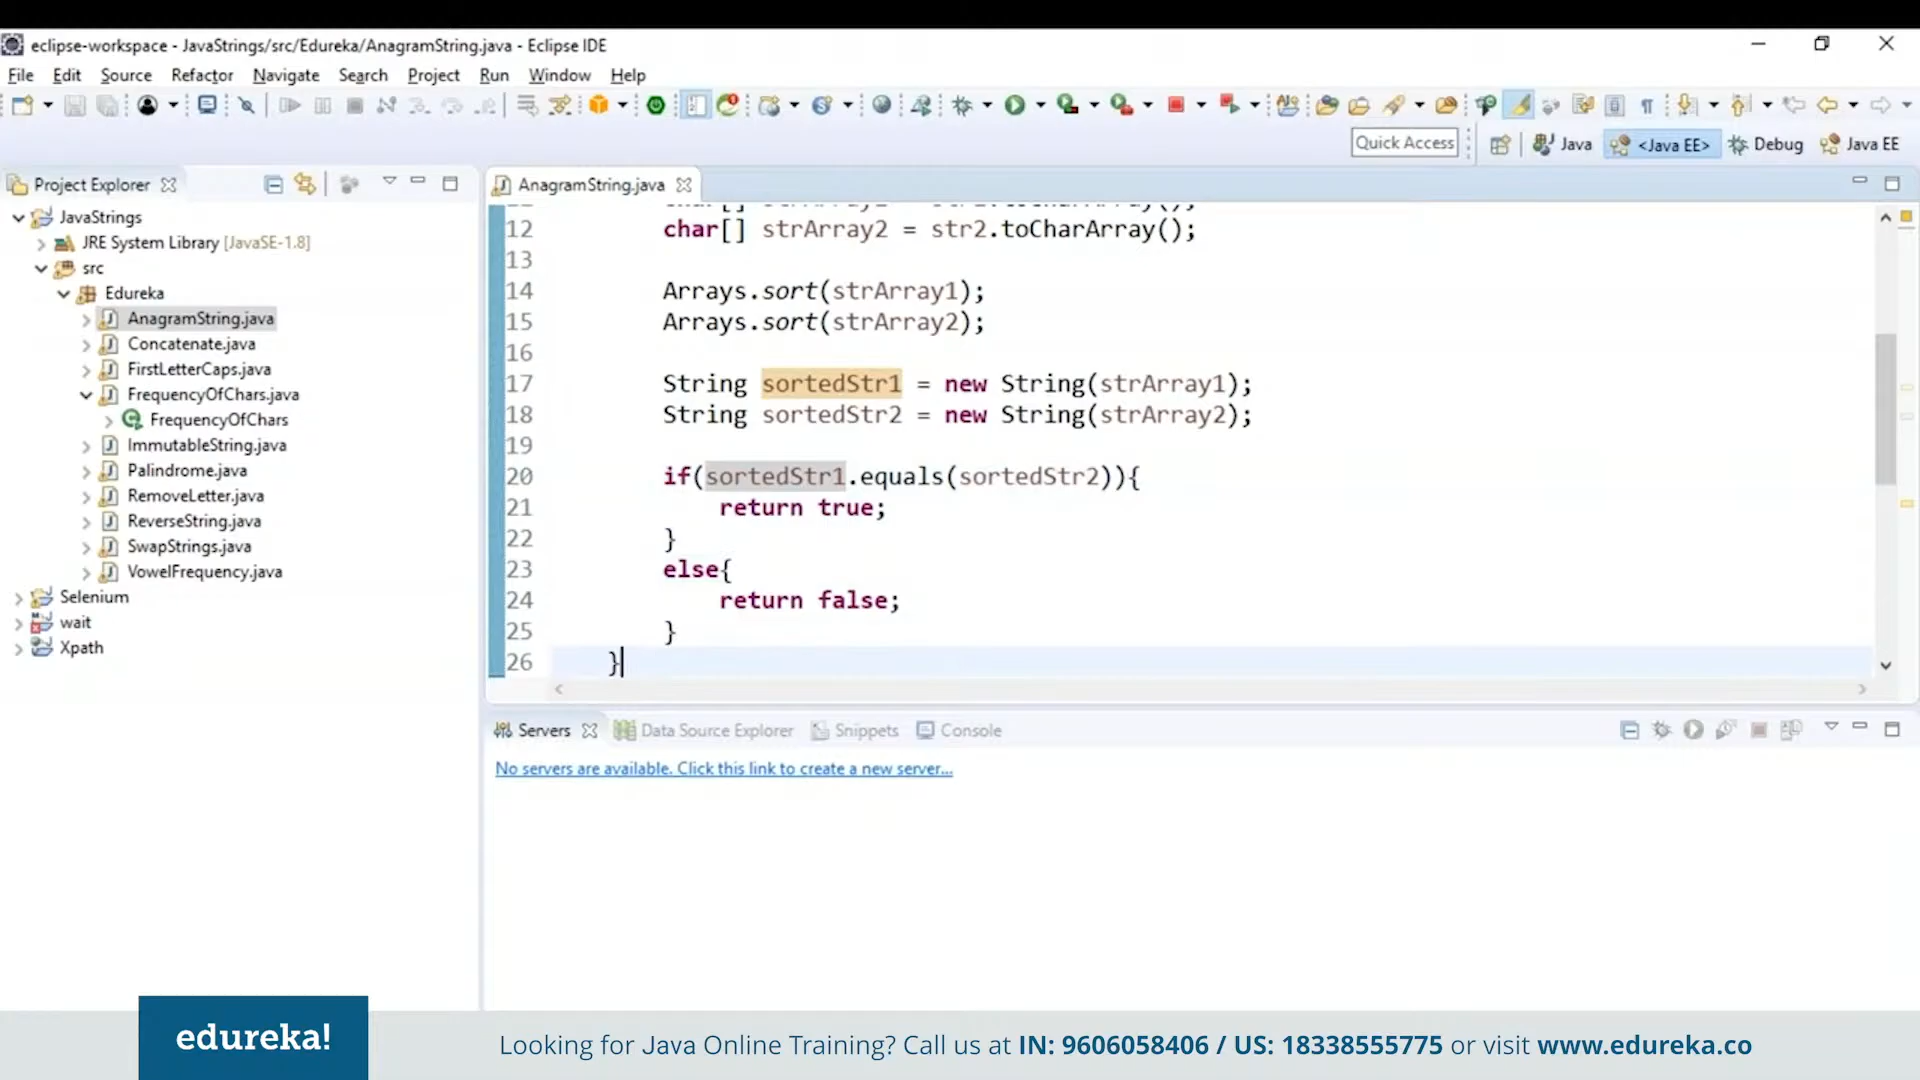 eclipse-workspace - JavaStrings/src/Edureka/AnagramString.java - Eclipse IDE
File Edit Source Refactor Navigate Search Project Run Window Help
Quick Access Java <Java EE> Debug Java EE
Project Explorer
JavaStrings
JRE System Library [JavaSE-1.8]
src
Edureka
AnagramString.java
Concatenate.java
FirstLetterCaps.java
FrequencyOfChars.java
FrequencyOfChars
ImmutableString.java
Palindrome.java
RemoveLetter.java
ReverseString.java
SwapStrings.java
VowelFrequency.java
Selenium
wait
Xpath
AnagramString.java
12 char[] strArray2 = str2.toCharArray();
13
14 Arrays.sort(strArray1);
15 Arrays.sort(strArray2);
16
17 String sortedStr1 = new String(strArray1);
18 String sortedStr2 = new String(strArray2);
19
20 if(sortedStr1.equals(sortedStr2)){
21 return true;
22 }
23 else{
24 return false;
25 }
26 }
Servers Data Source Explorer Snippets Console
No servers are available. Click this link to create a new server...
edureka!
Looking for Java Online Training? Call us at IN: 9606058406 / US: 18338555775 or visit www.edureka.co